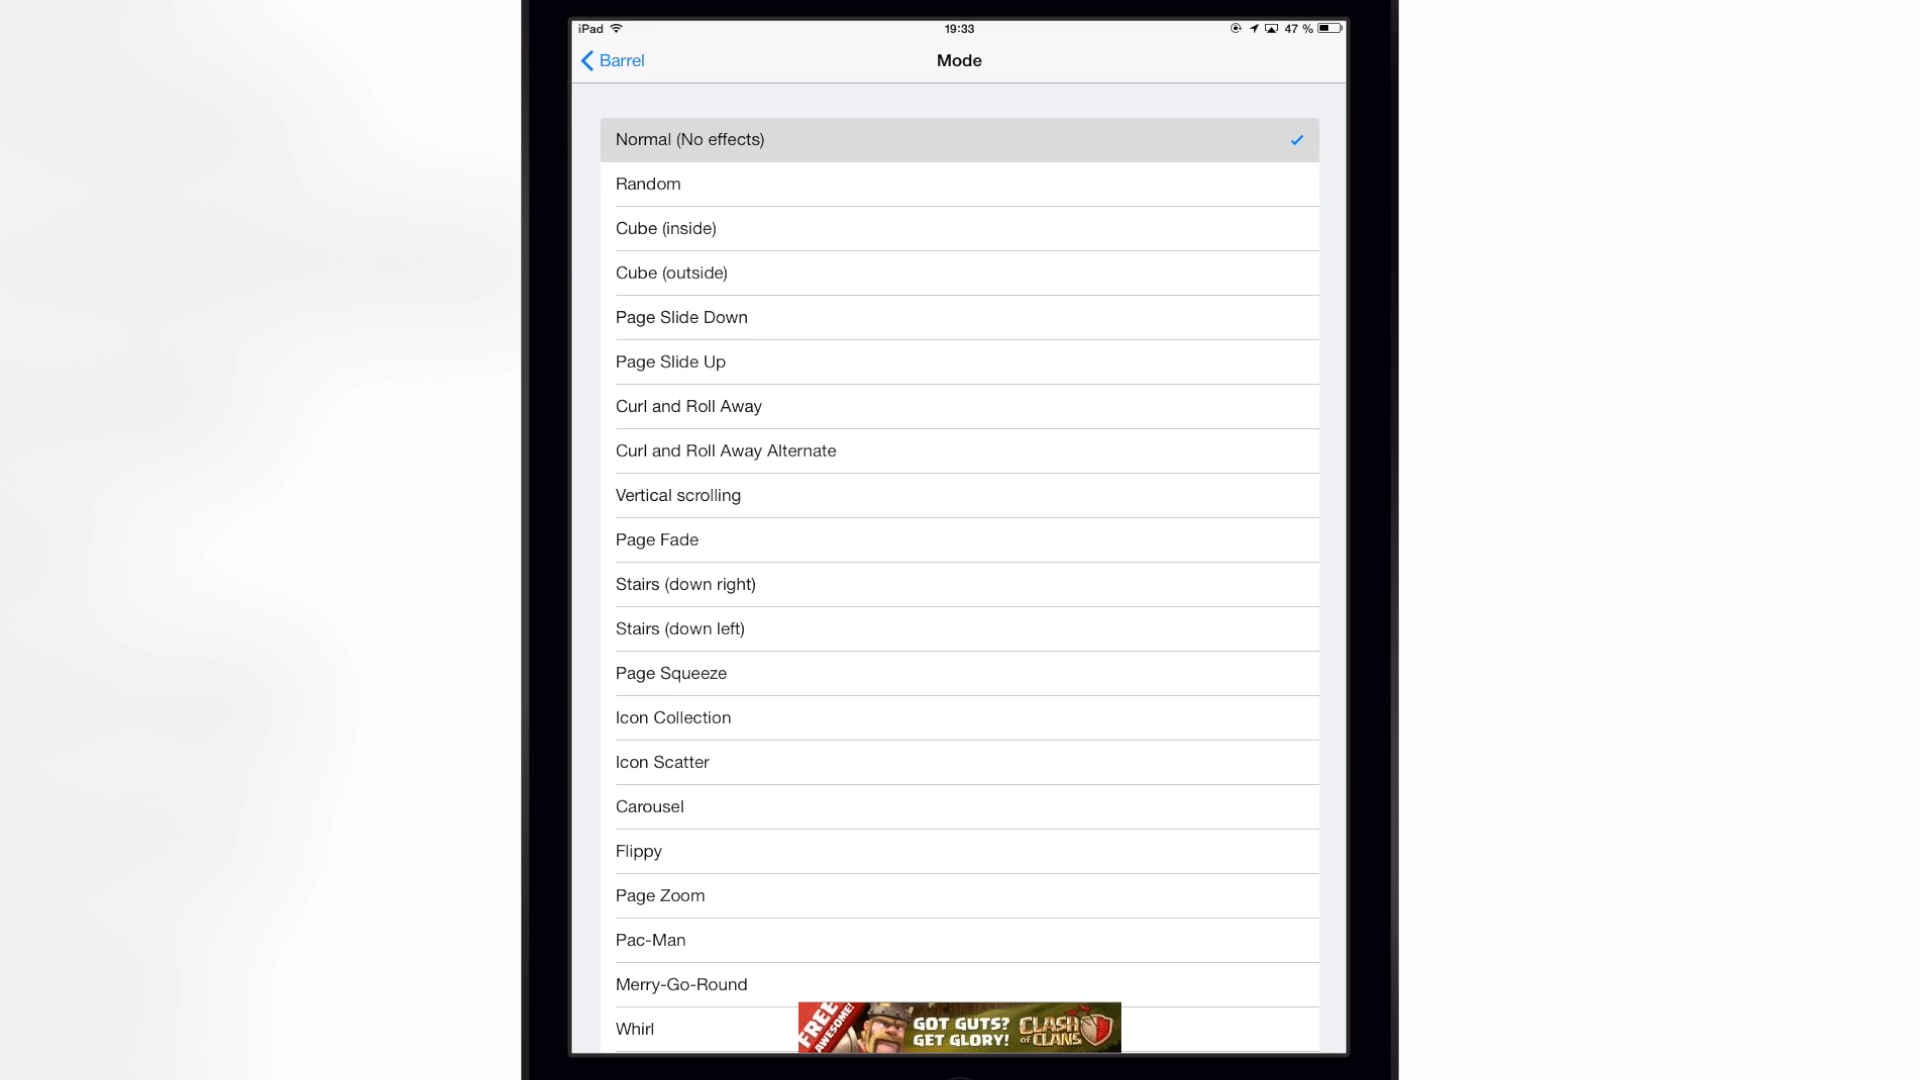 iPad
19:33
47 %
Barrel
Mode
Normal (No effects)
Random
Cube (inside)
Cube (outside)
Page Slide Down
Page Slide Up
Curl and Roll Away
Curl and Roll Away Alternate
Vertical scrolling
Page Fade
Stairs (down right)
Stairs (down left)
Page Squeeze
Icon Collection
Icon Scatter
Carousel
Flippy
Page Zoom
Pac-Man
Merry-Go-Round
Whirl
FREE
AWESOME!
GOT GUTS?
GET GLORY!
CLASH
of CLANS